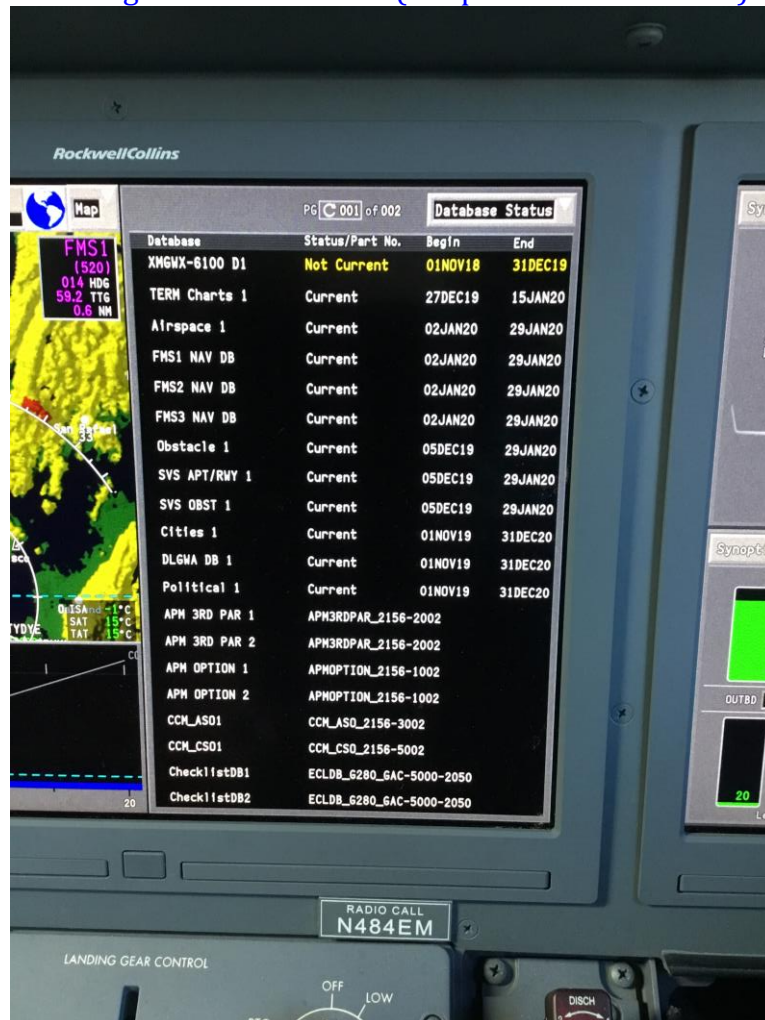 RockwellCollins
Map
PG C 001 of 002
Database Status
FMS1
(520)
014 HDG
59.2 TTG
0.6 NM
Database Status/Part No. Begin End
XMGWX-6100 D1 Not Current 01NOV18 31DEC19
TERM Charts 1 Current 27DEC19 15JAN20
Airspace 1 Current 02JAN20 29JAN20
FMS1 NAV DB Current 02JAN20 29JAN20
FMS2 NAV DB Current 02JAN20 29JAN20
FMS3 NAV DB Current 02JAN20 29JAN20
Obstacle 1 Current 05DEC19 29JAN20
SVS APT/RWY 1 Current 05DEC19 29JAN20
SVS OBST 1 Current 05DEC19 29JAN20
Cities 1 Current 01NOV19 31DEC20
DLGWA DB 1 Current 01NOV19 31DEC20
Political 1 Current 01NOV19 31DEC20
APM 3RD PAR 1 APM3RDPAR_2156-2002
APM 3RD PAR 2 APM3RDPAR_2156-2002
APM OPTION 1 APMOPTION_2156-1002
APM OPTION 2 APMOPTION_2156-1002
CCM_ASO1 CCM_ASO_2156-3002
CCM_CSO1 CCM_CSO_2156-5002
ChecklistDB1 ECLDB_G280_GAC-5000-2050
ChecklistDB2 ECLDB_G280_GAC-5000-2050
33
ISA -1°C
SAT 15°C
TAT 15°C
20
OUTBD
20
RADIO CALL
N484EM
LANDING GEAR CONTROL
OFF
LOW
DISCH